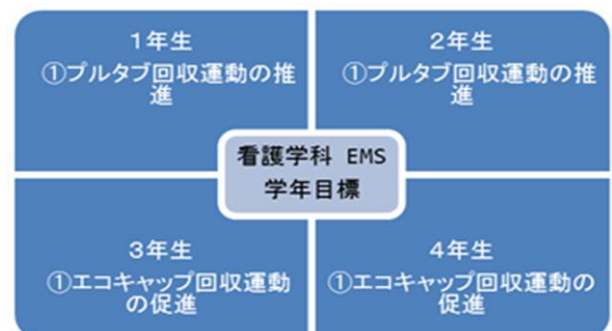 1年生
①プルタブ回収運動の推
進
2年生
①プルタブ回収運動の推
進
看護学科 EMS
学年目標
3年生
①エコキャップ回収運動
の促進
4年生
①エコキャップ回収運動の
促進